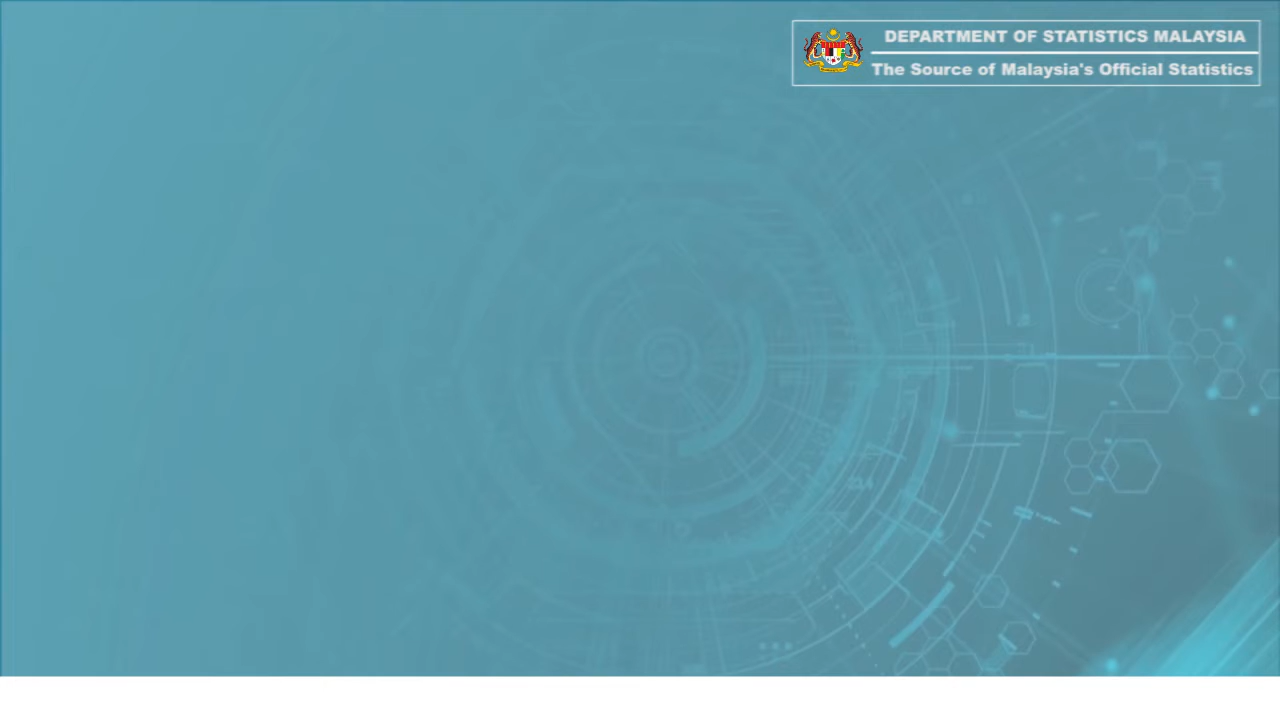 DEPARTMENT OF STATISTICS MALAYSIA
The Source of Malaysia's Official Statistics